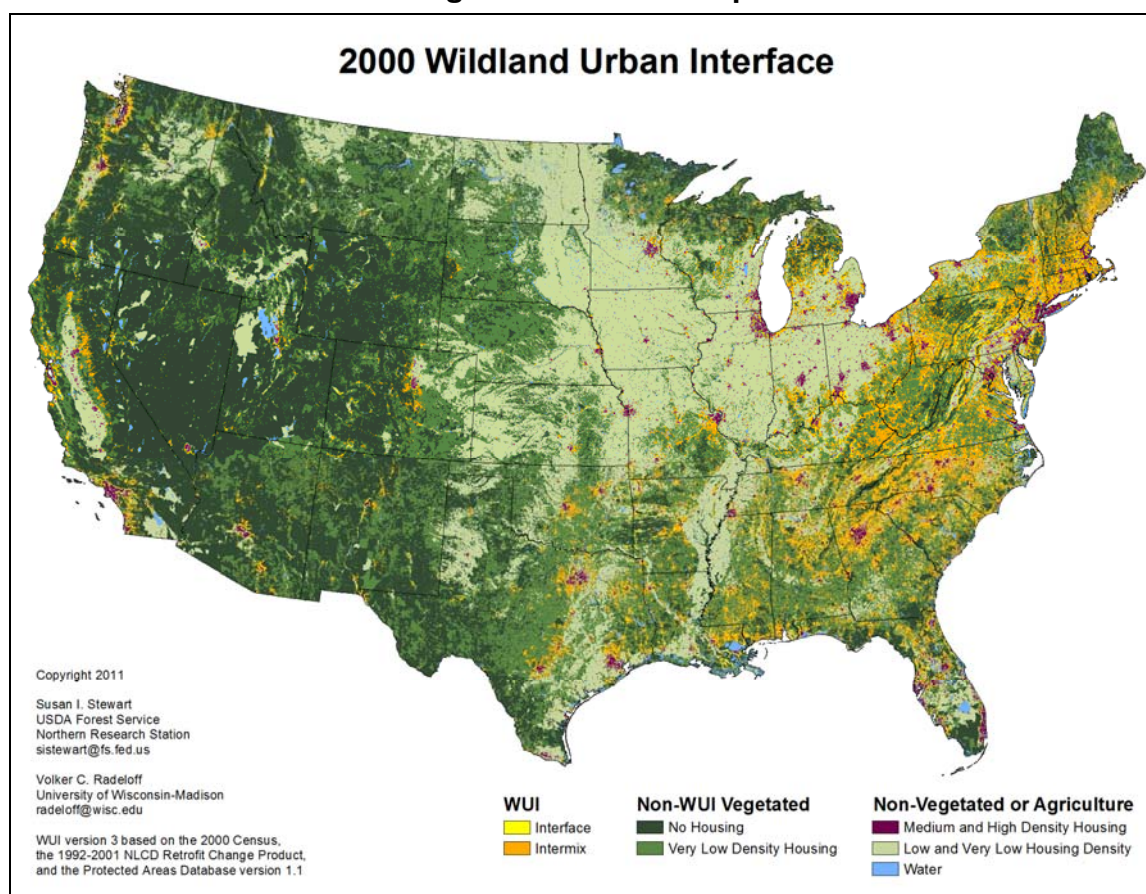 2000 Wildland Urban Interface
Copyright 2011
Susan I. Stewart
USDA Forest Service
Northern Research Station
sistewart@fs.fed.us
Volker C. Radeloff
University of Wisconsin-Madison
radeloff@wisc.edu
WUI version 3 based on the 2000 Census,
the 1992-2001 NLCD Retrofit Change Product,
and the Protected Areas Database version 1.1
WUI
Interface
Intermix
Non-WUI Vegetated
No Housing
Very Low Density Housing
Non-Vegetated or Agriculture
Medium and High Density Housing
Low and Very Low Housing Density
Water